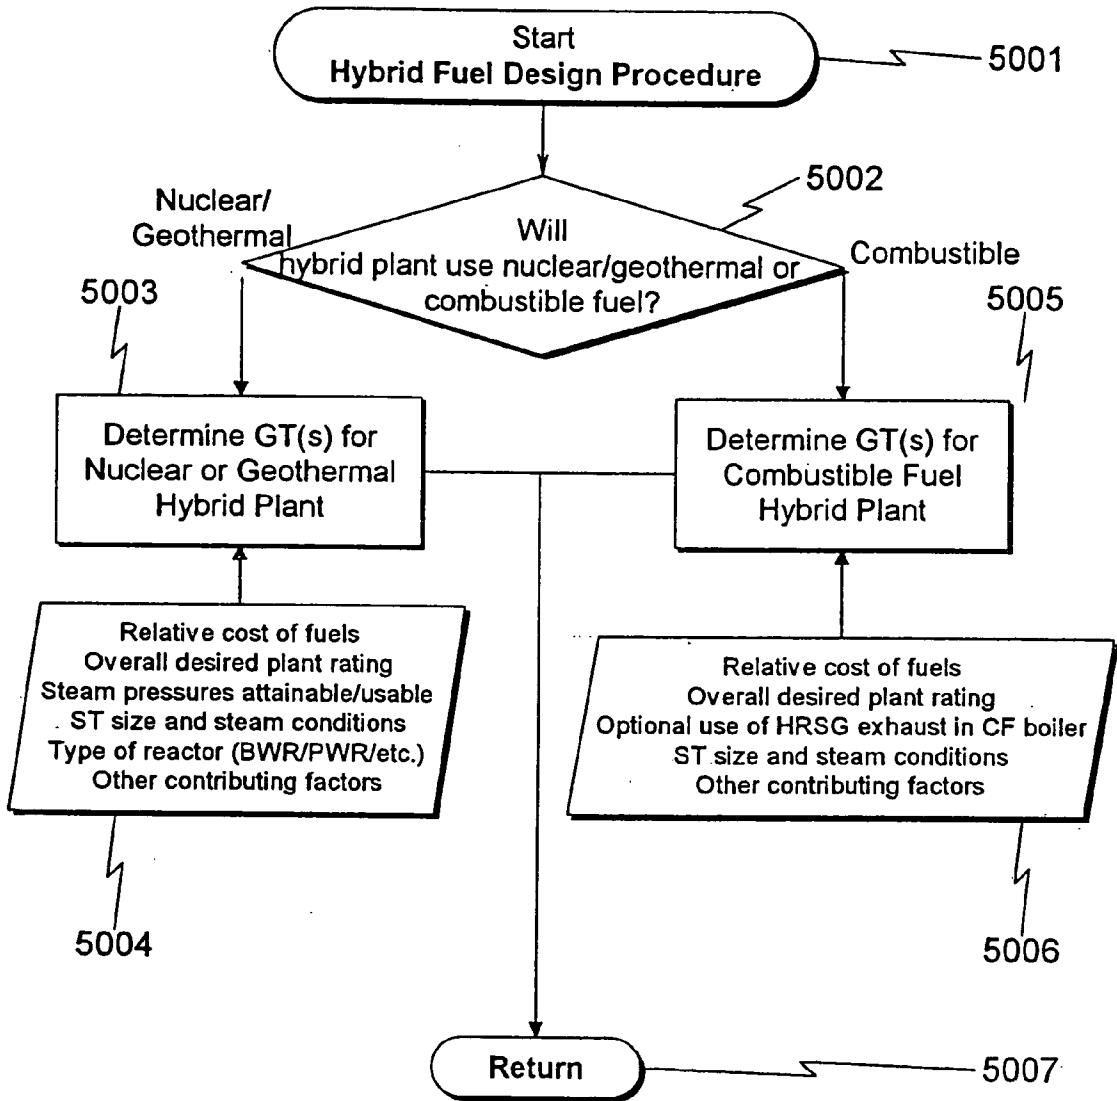 Start
Hybrid Fuel Design Procedure
5001
5002
Nuclear/
Geothermal
Will
hybrid plant use nuclear/geothermal or
combustible fuel?
Combustible
5003
5005
Determine GT(s) for
Nuclear or Geothermal
Hybrid Plant
Determine GT(s) for
Combustible Fuel
Hybrid Plant
Relative cost of fuels
Overall desired plant rating
Steam pressures attainable/usable
ST size and steam conditions
Type of reactor (BWR/PWR/etc.)
Other contributing factors
Relative cost of fuels
Overall desired plant rating
Optional use of HRSG exhaust in CF boiler
ST size and steam conditions
Other contributing factors
5004
5006
Return
5007